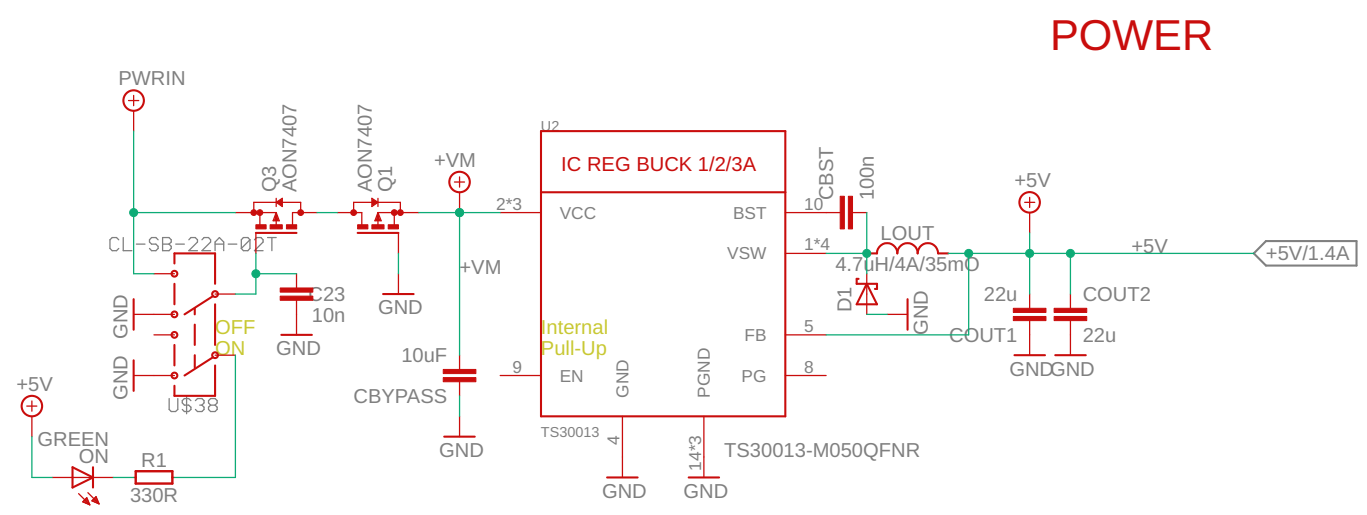 POWER
PWRIN
Q3
AON7407
AON7407
Q1
+VM
U2
IC REG BUCK 1/2/3A
CBST
100n
+5V
2*3
VCC
BST
10
CL-SB-22A-02T
LOUT
VSW
1*4
4.7uH/4A/35mO
+5V
+5V/1.4A
+VM
C23
10n
GND
GND
D1
GND
22u
COUT2
GND
OFF
ON
GND
Internal
Pull-Up
FB
5
COUT1
22u
10uF
9
EN
GND
PGND
PG
8
GND
GND
GND
+5V
CBYPASS
U$38
TS30013
4
14*3
TS30013-M050QFNR
GREEN
ON
R1
330R
GND
GND
GND